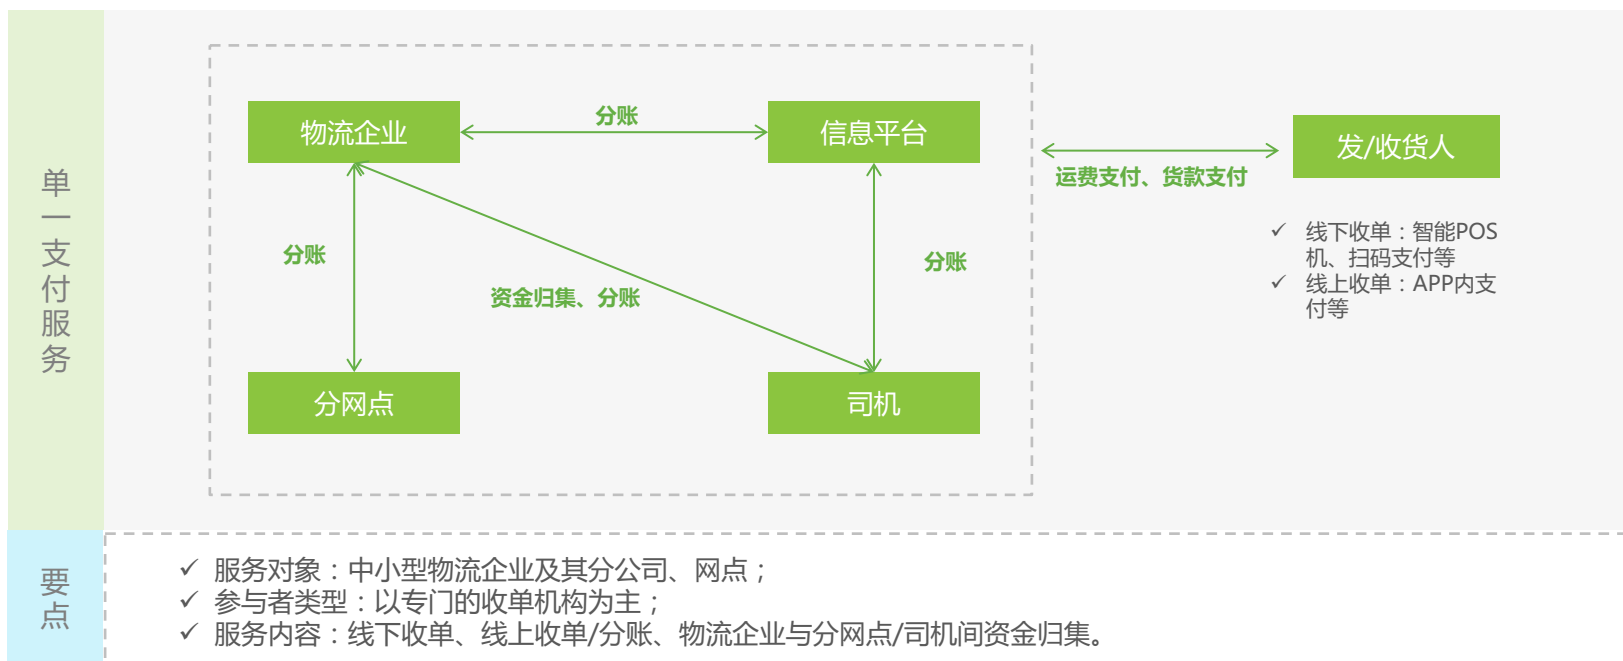 单一支付服务
物流企业
分账
信息平台
发/收货人
运费支付、货款支付
分账
资金归集、分账
分账
线下收单：智能POS
机、扫码支付等
线上收单：APP内支
付等
分网点
司机
要点
服务对象：中小型物流企业及其分公司、网点；
参与者类型：以专门的收单机构为主；
服务内容：线下收单、线上收单/分账、物流企业与分网点/司机间资金归集。